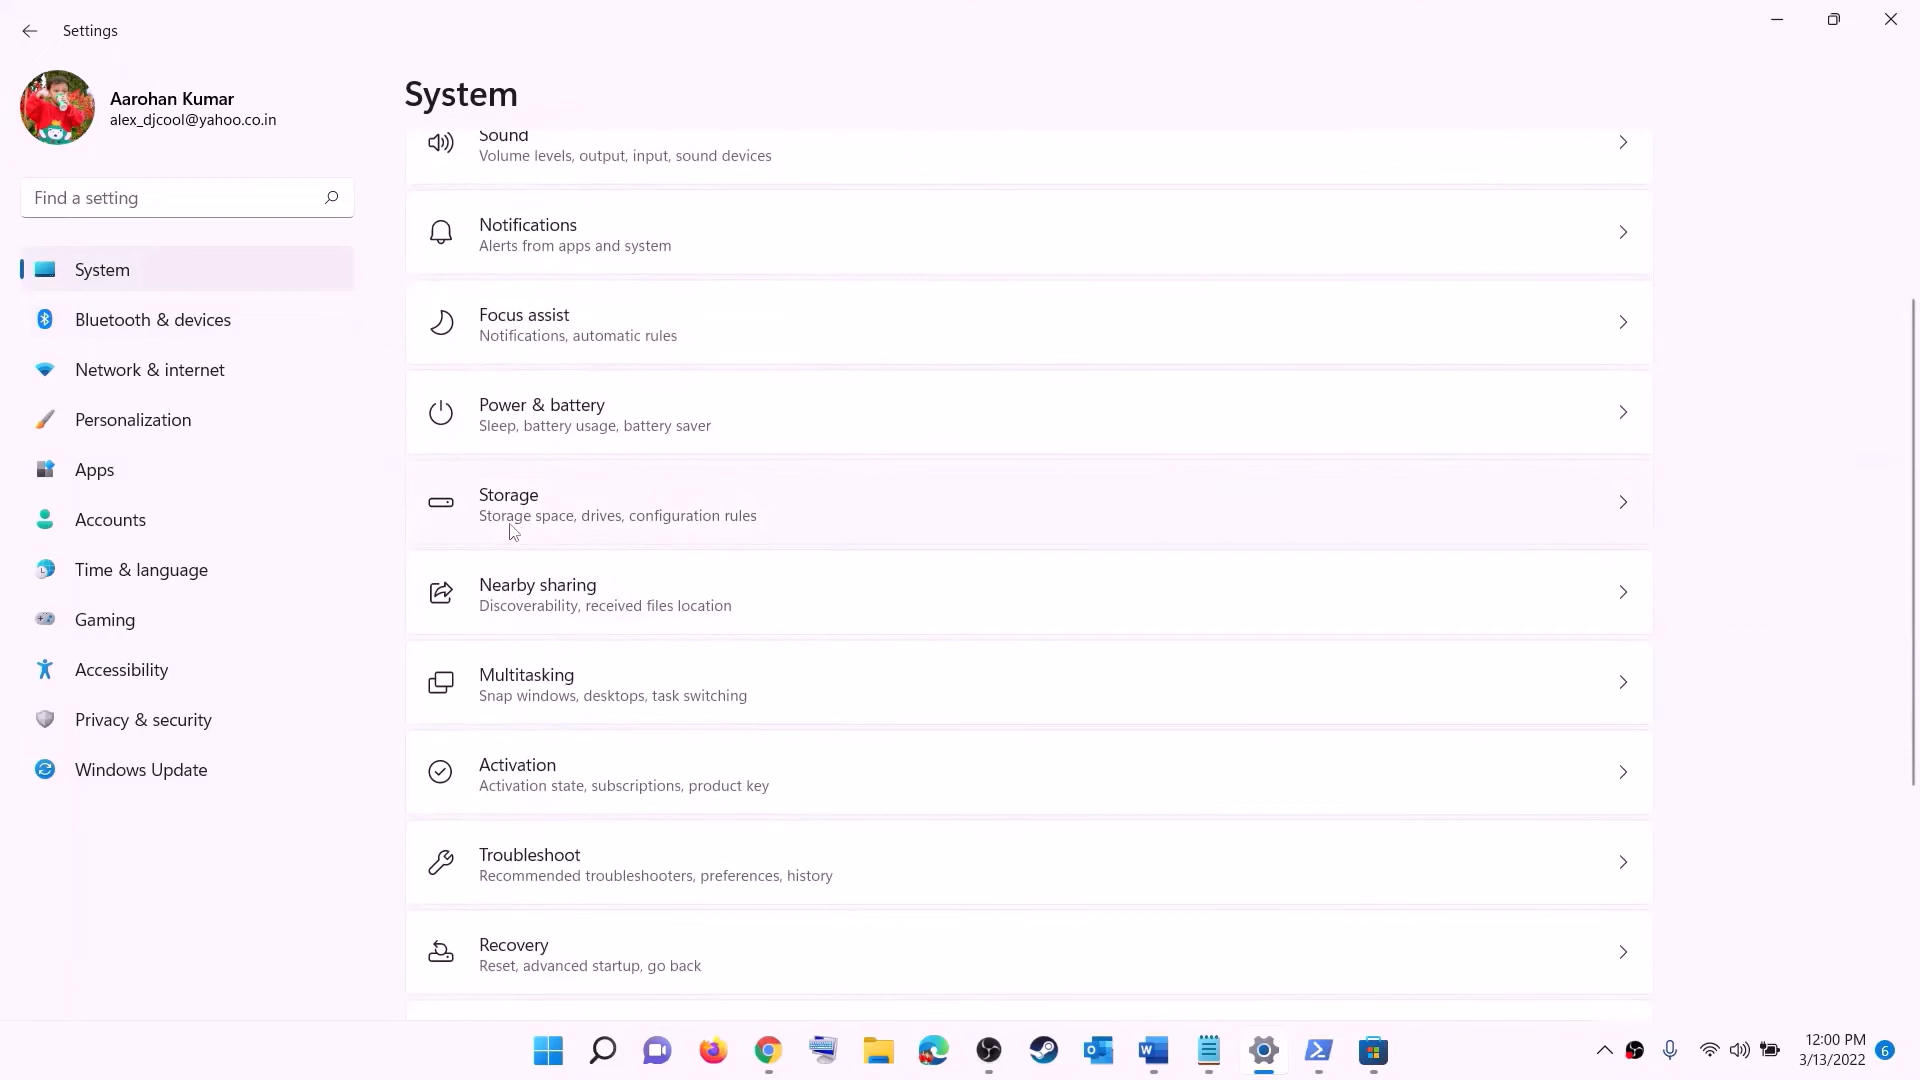 Settings
Aarohan Kumar
alex_djcool@yahoo.co.in
Find a setting
System
Bluetooth & devices
Network & internet
Personalization
Apps
Accounts
Time & language
Gaming
Accessibility
Privacy & security
Windows Update
System
Sound
Volume levels, output, input, sound devices
Notifications
Alerts from apps and system
Focus assist
Notifications, automatic rules
Power & battery
Sleep, battery usage, battery saver
Storage
Storage space, drives, configuration rules
Nearby sharing
Discoverability, received files location
Multitasking
Snap windows, desktops, task switching
Activation
Activation state, subscriptions, product key
Troubleshoot
Recommended troubleshooters, preferences, history
Recovery
Reset, advanced startup, go back
12:00 PM
3/13/2022
6